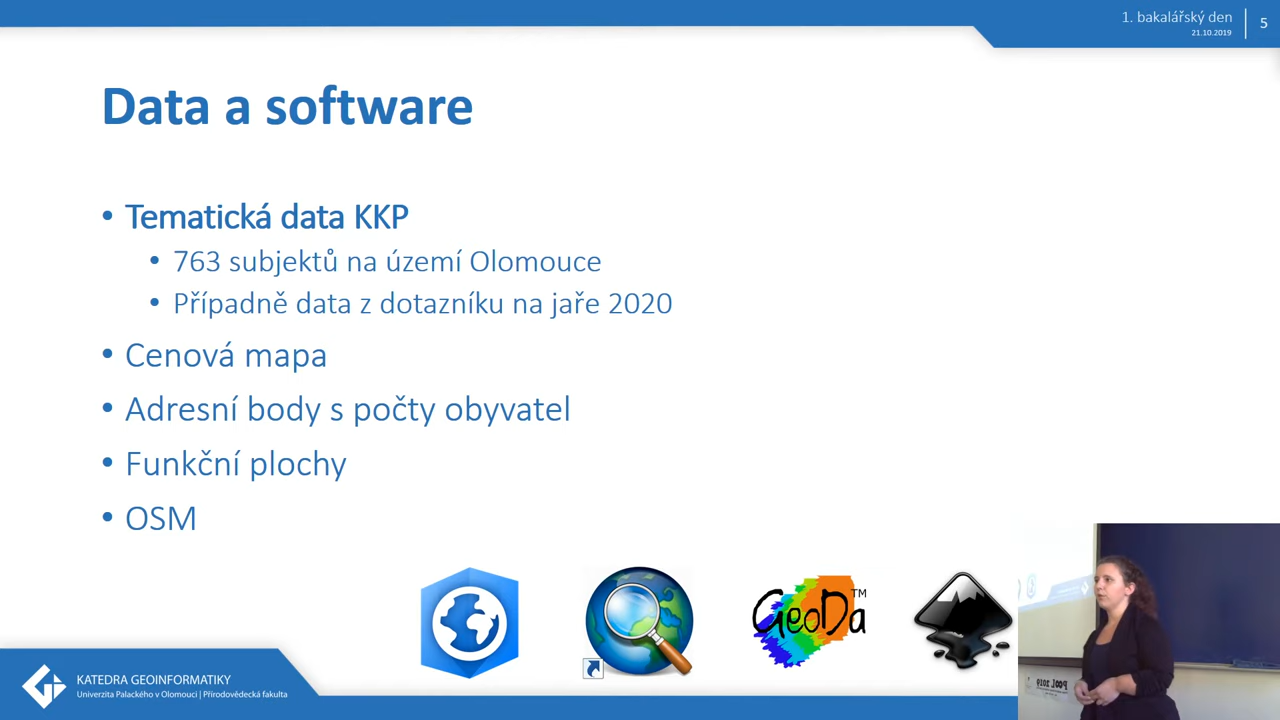 1. bakalářský den
21.10.2019
5
Data a software
• Tematická data KKP
• 763 subjektů na území Olomouce
• Případně data z dotazníku na jaře 2020
• Cenová mapa
• Adresní body s počty obyvatel
• Funkční plochy
• OSM
GeoDa™
KATEDRA GEOINFORMATIKY
Univerzita Palackého v Olomouci | Přírodovědecká fakulta